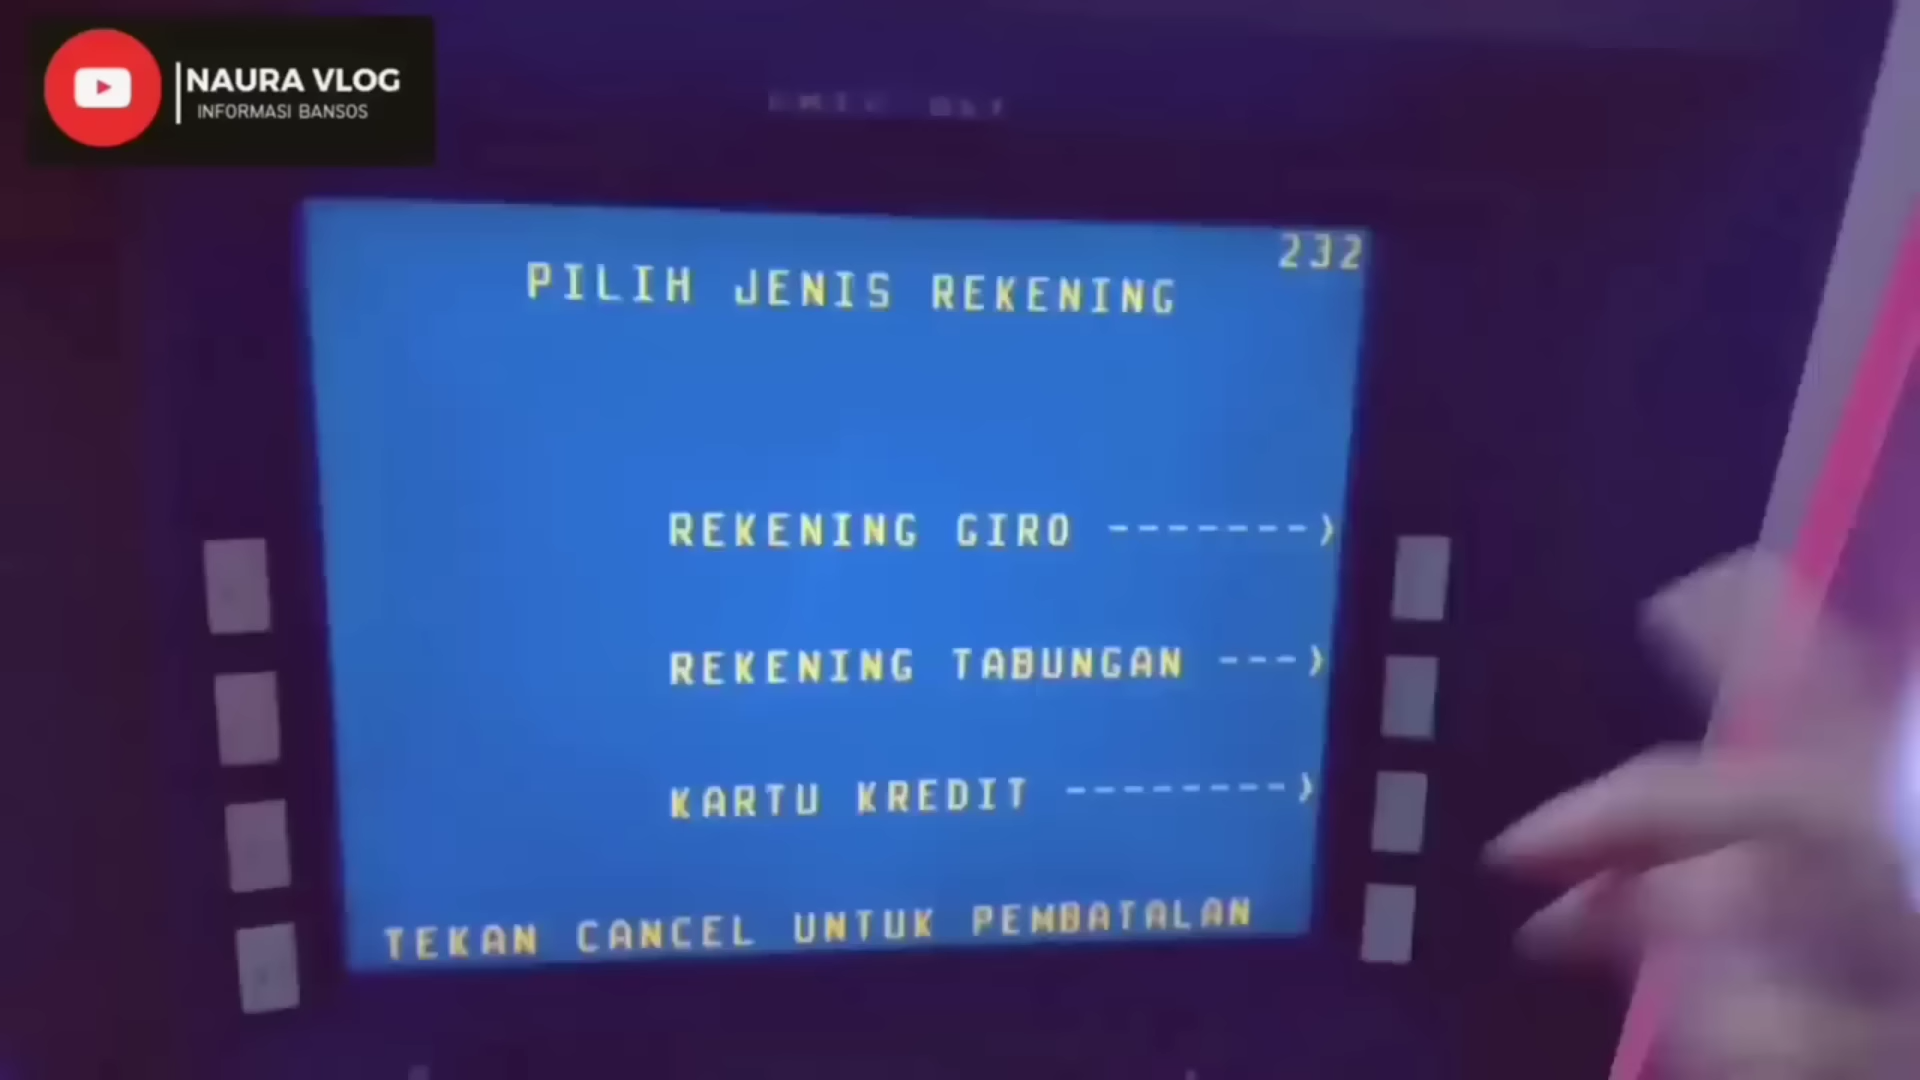 NAURA VLOG
INFORMASI BANSOS
232
PILIH JENIS REKENING
REKENING GIRO -------›
REKENING TABUNGAN ---›
KARTU KREDIT --------›
TEKAN CANCEL UNTUK PEMBATALAN